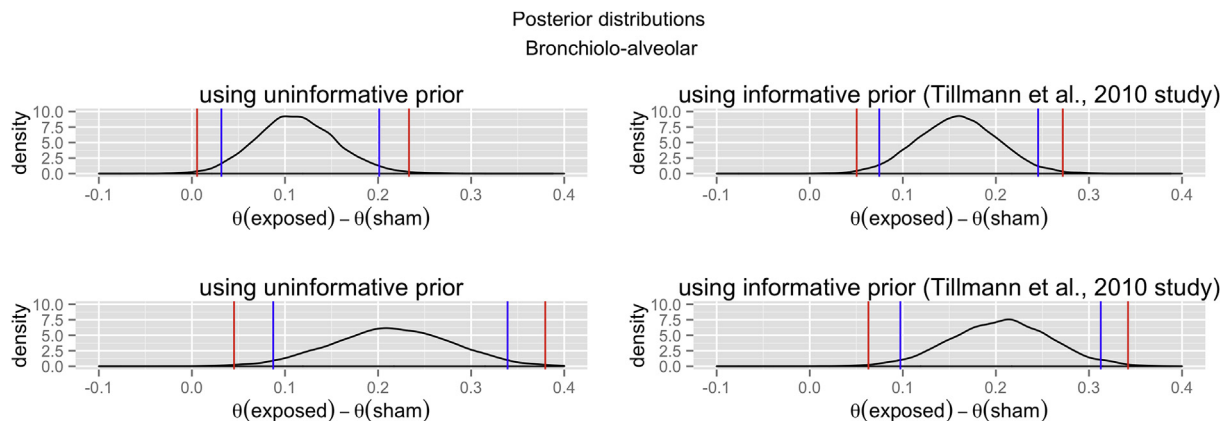 Posterior distributions
Bronchiolo-alveolar
using uninformative prior
density
10.0
7.5
5.0
2.5
0.0
-0.1 0.0 0.1 0.2 0.3 0.4
θ(exposed) – θ(sham)
using informative prior (Tillmann et al., 2010 study)
density
10.0
7.5
5.0
2.5
0.0
-0.1 0.0 0.1 0.2 0.3 0.4
θ(exposed) – θ(sham)
using uninformative prior
density
10.0
7.5
5.0
2.5
0.0
-0.1 0.0 0.1 0.2 0.3 0.4
θ(exposed) – θ(sham)
using informative prior (Tillmann et al., 2010 study)
density
10.0
7.5
5.0
2.5
0.0
-0.1 0.0 0.1 0.2 0.3 0.4
θ(exposed) – θ(sham)